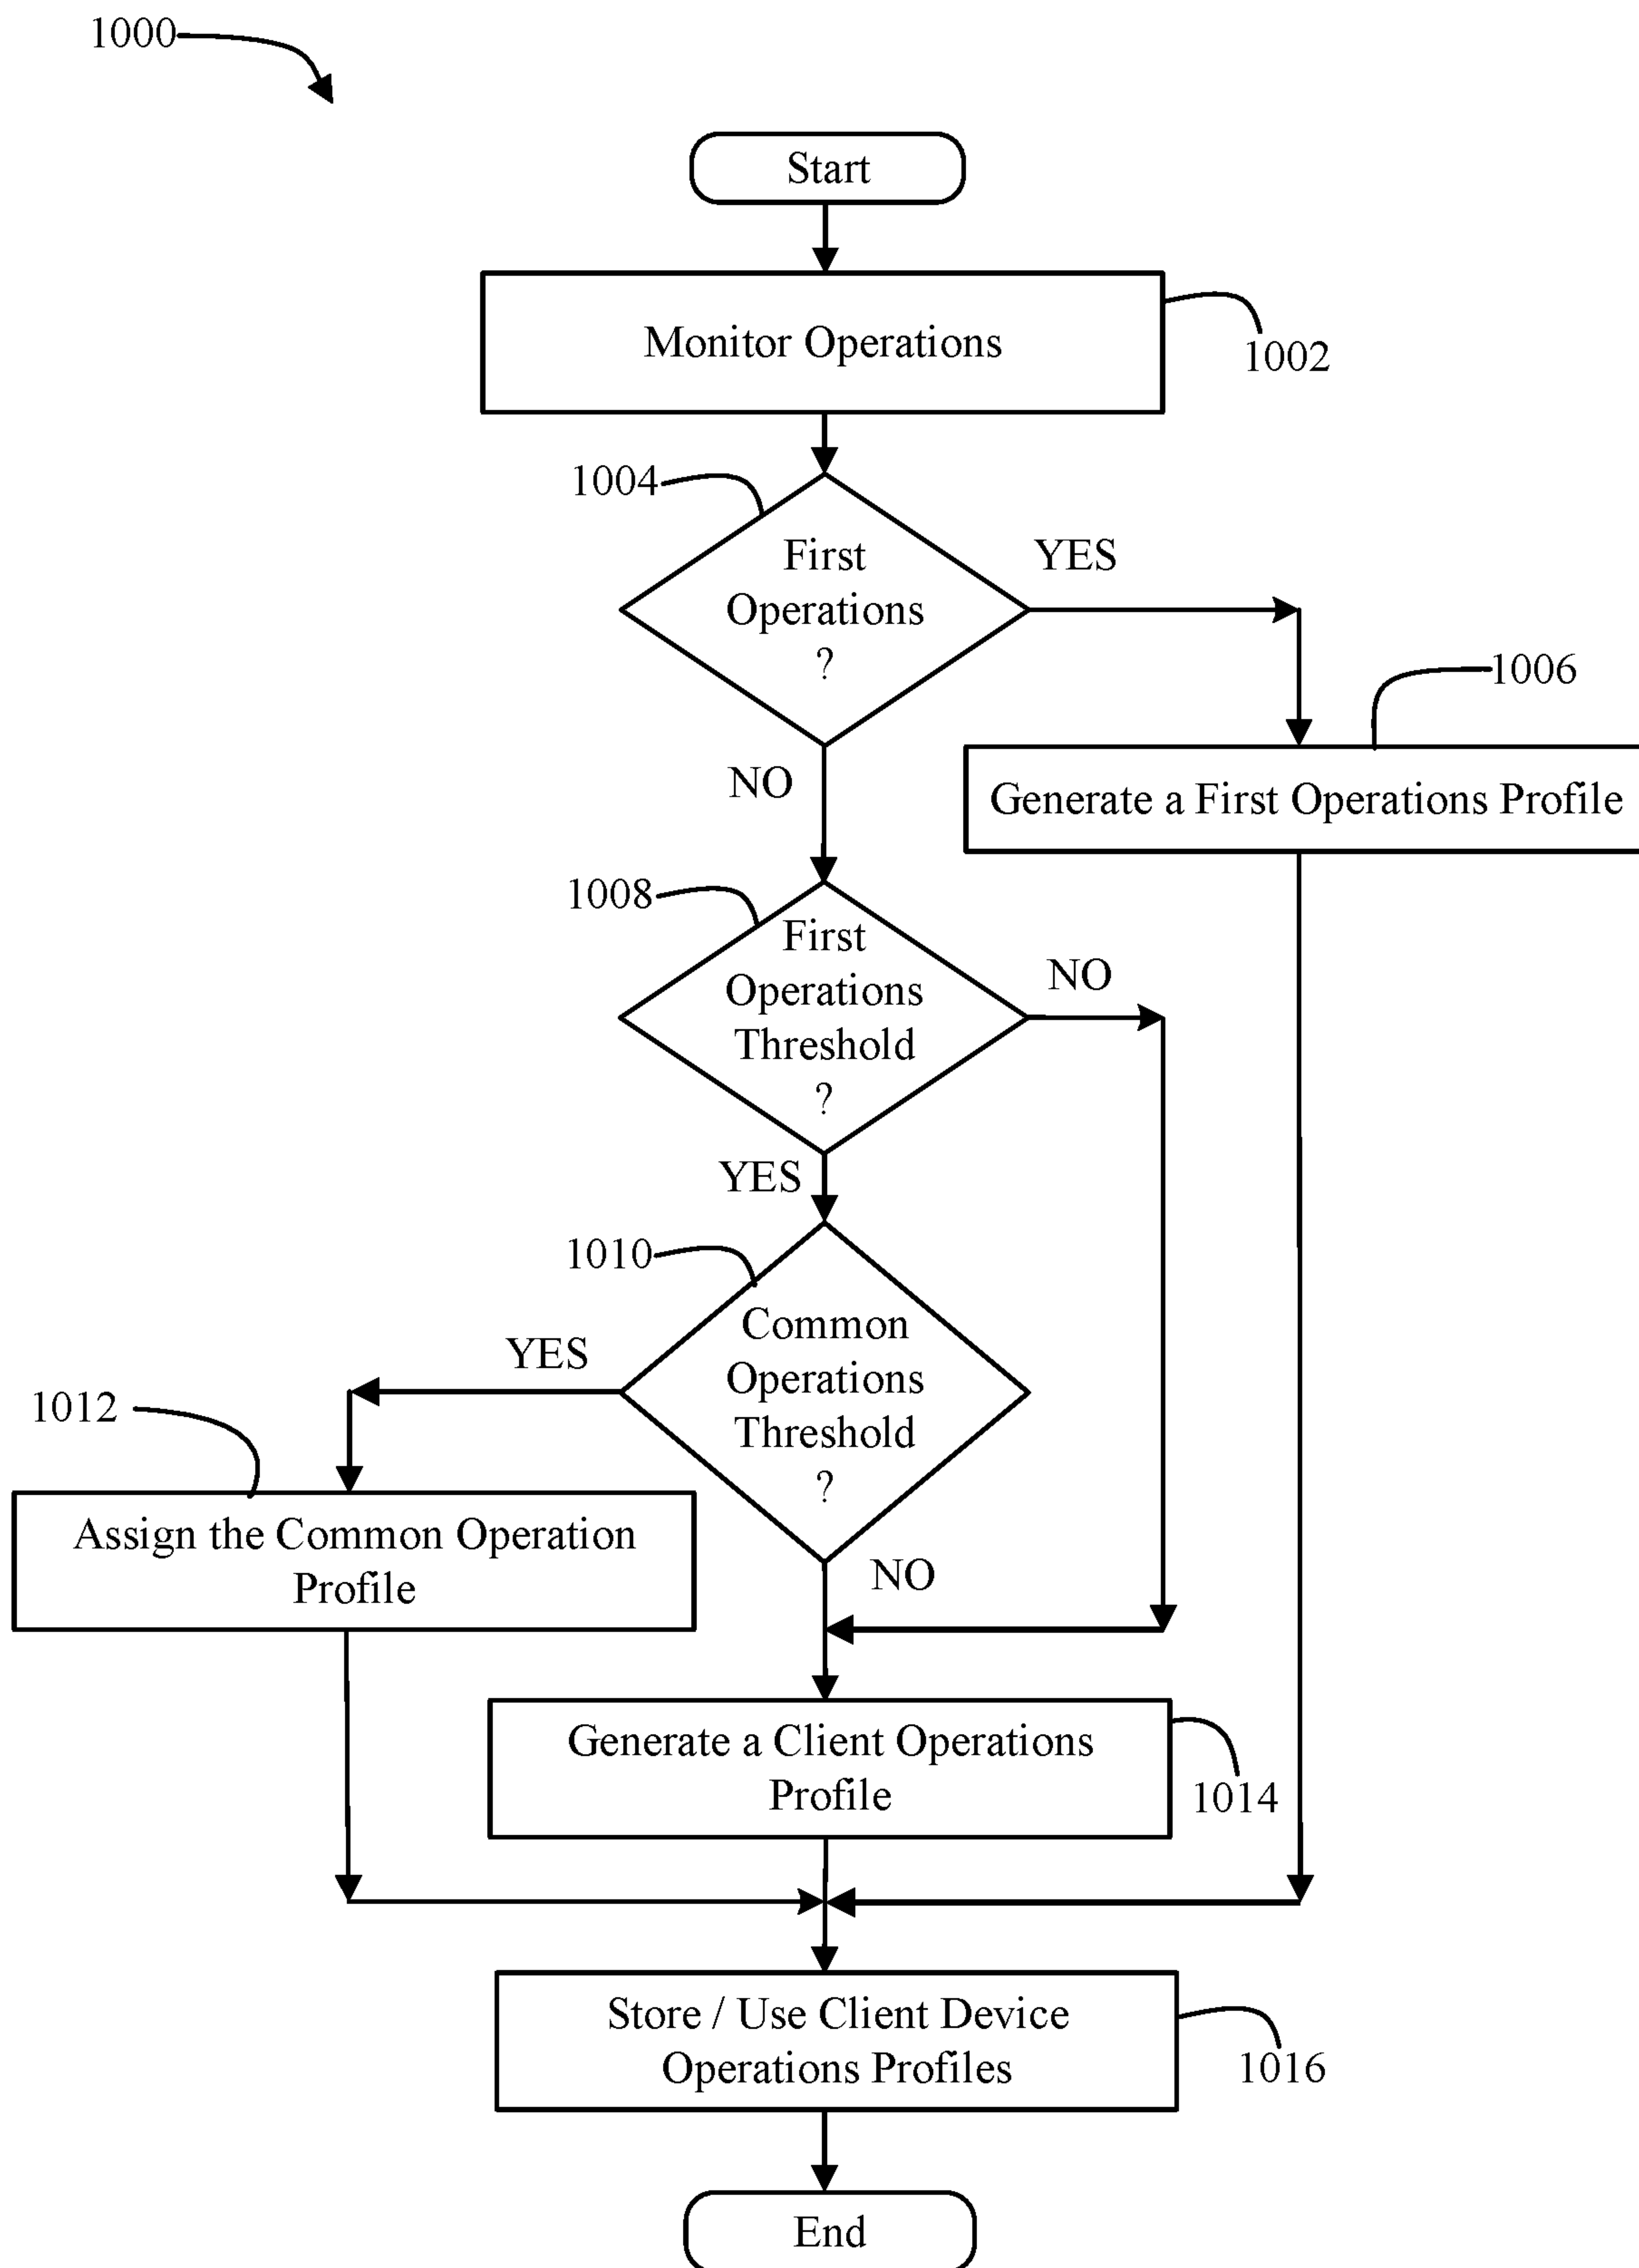 1000
Start
Monitor Operations
1002
1004
First
Operations
?
YES
1006
Generate a First Operations Profile
NO
1008
First
Operations
Threshold
?
NO
YES
1010
Common
Operations
Threshold
?
YES
1012
Assign the Common Operation
Profile
NO
Generate a Client Operations
Profile
1014
Store / Use Client Device
Operations Profiles
1016
End